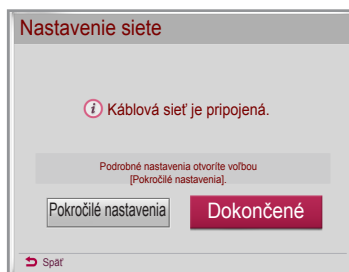 Nastavenie siete
Káblová sieť je pripojená.
Podrobné nastavenia otvoríte voľbou
[Pokročilé nastavenia].
Pokročilé nastavenia
Dokončené
Späť